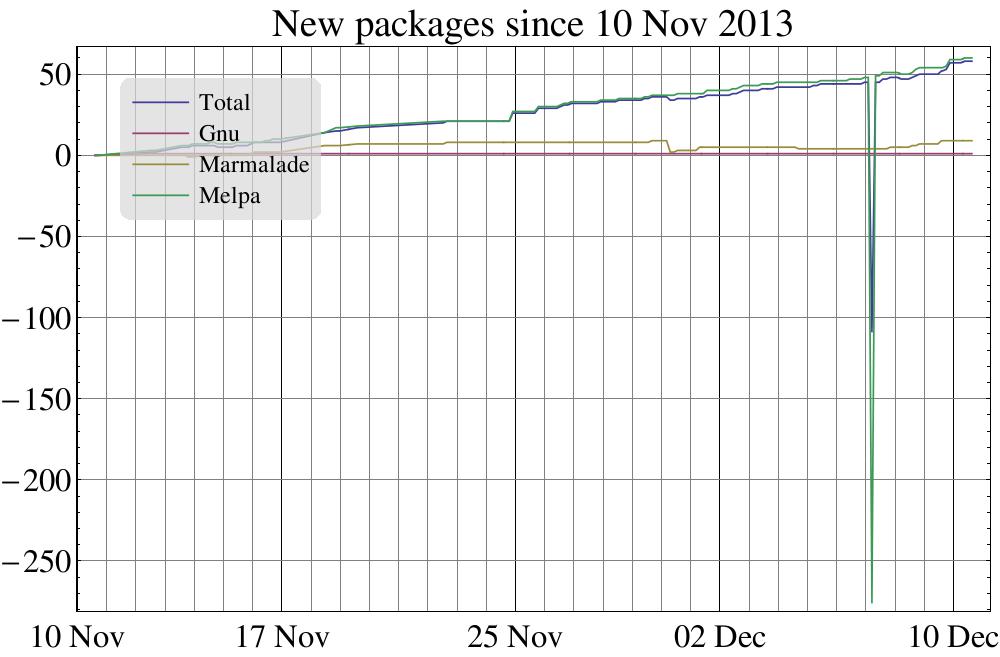 New packages since 10 Nov 2013
50
0
−50
−100
−150
−200
−250
Total
Gnu
Marmalade
Melpa
10 Nov 17 Nov 25 Nov 02 Dec 10 Dec